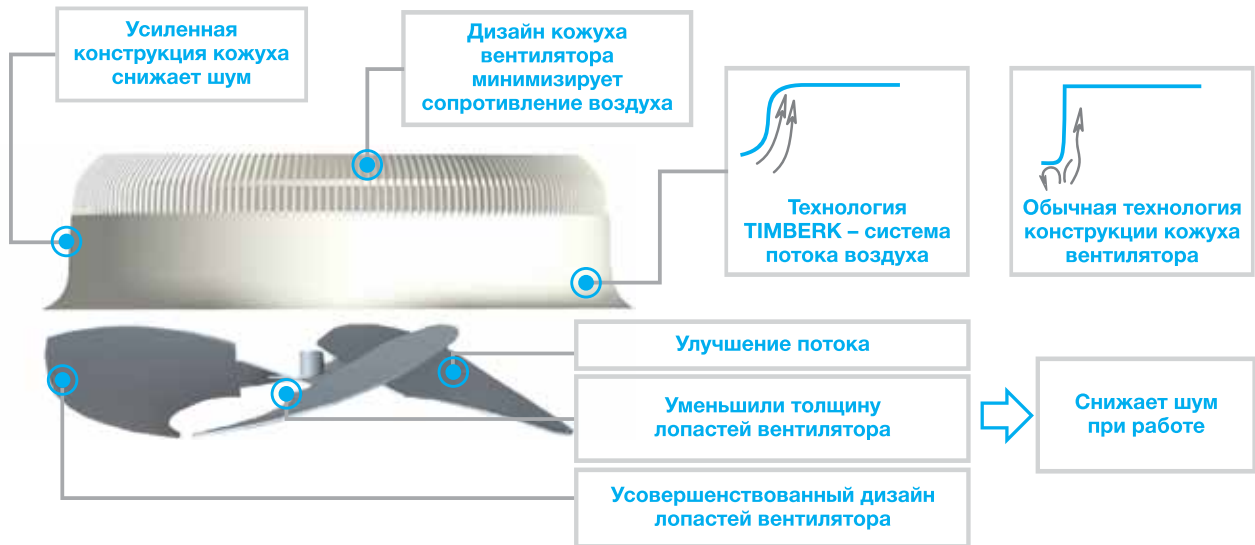 Усиленная
конструкция кожуха
снижает шум
Дизайн кожуха
вентилятора
минимизирует
сопротивление воздуха
Технология
TIMBERK – система
потока воздуха
Обычная технология
конструкции кожуха
вентилятора
Улучшение потока
Уменьшили толщину
лопастей вентилятора
Снижает шум
при работе
Усовершенствованный дизайн
лопастей вентилятора